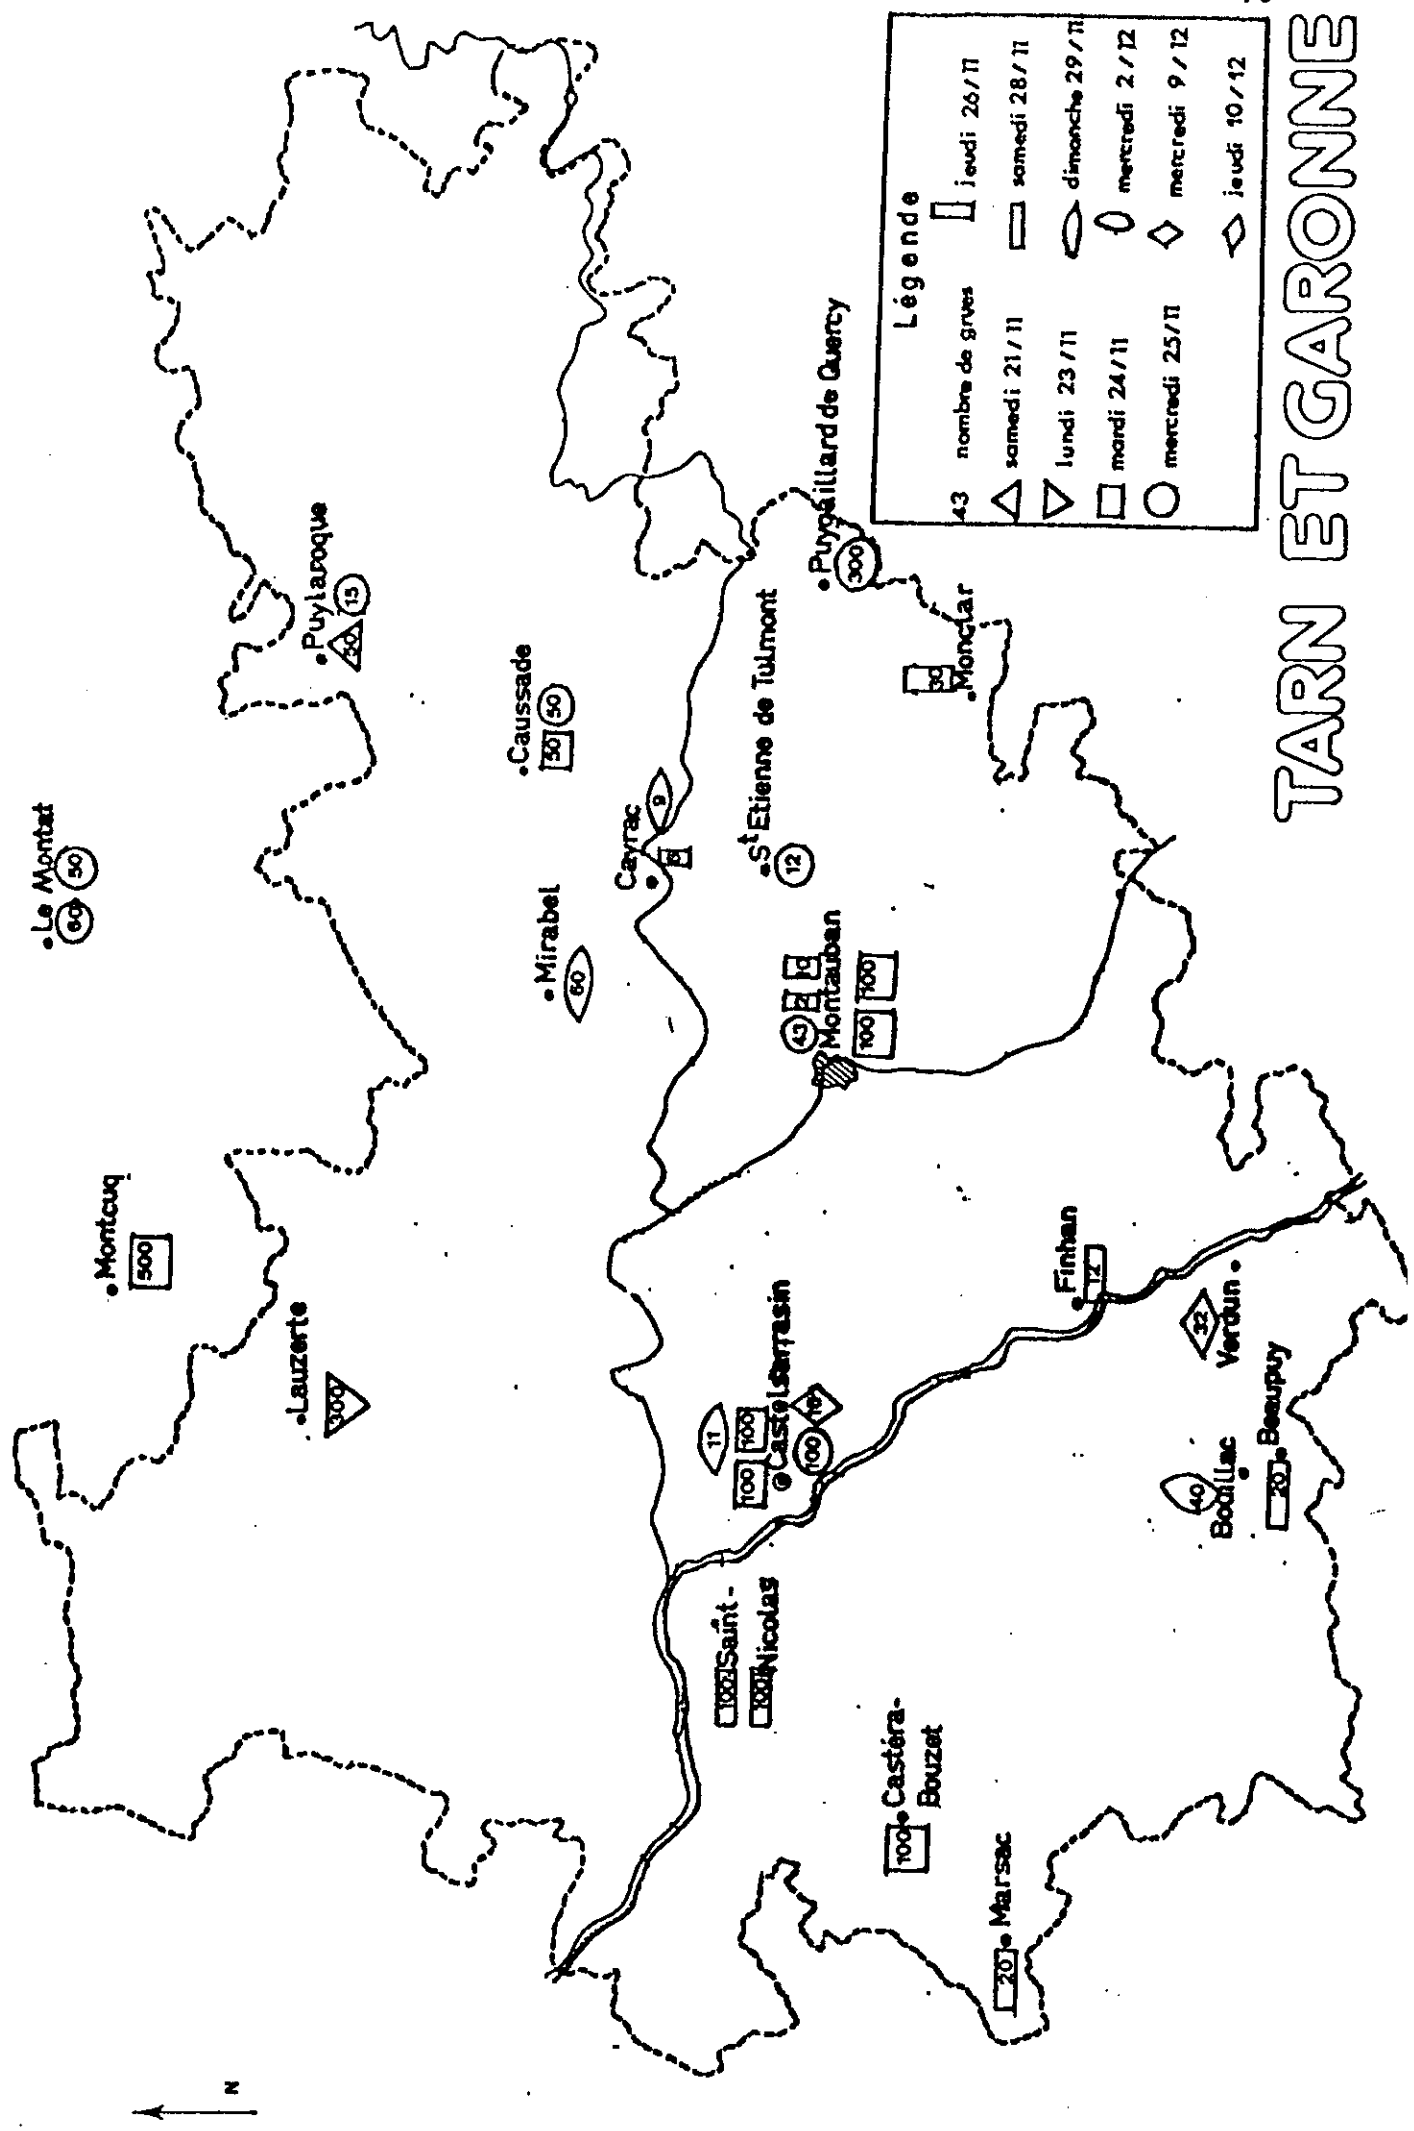 Le Montat
60 50
Montcuq
500
Puylaroque
50 15
Lauzerte
300
Caussade
50 50
Mirabel
60
Cayrac
9
St Etienne de Tulmont
12
Puygaillard de Quercy
300
Monclar
30
43 2 10
Montauban
100 100
11
100 100
Castelsarrasin
100
Saint-
Nicolas
100
100
Castéra-
Bouzet
100
Marsac
20
Finhan
12
32
Verdun
40
Bouillac
Beaupuy
20
N
Légende
43 nombre de grues
samedi 21/11
lundi 23/11
mardi 24/11
mercredi 25/11
jeudi 26/11
samedi 28/11
dimanche 29/11
mercredi 2/12
mercredi 9/12
jeudi 10/12
TARN ET GARONNE